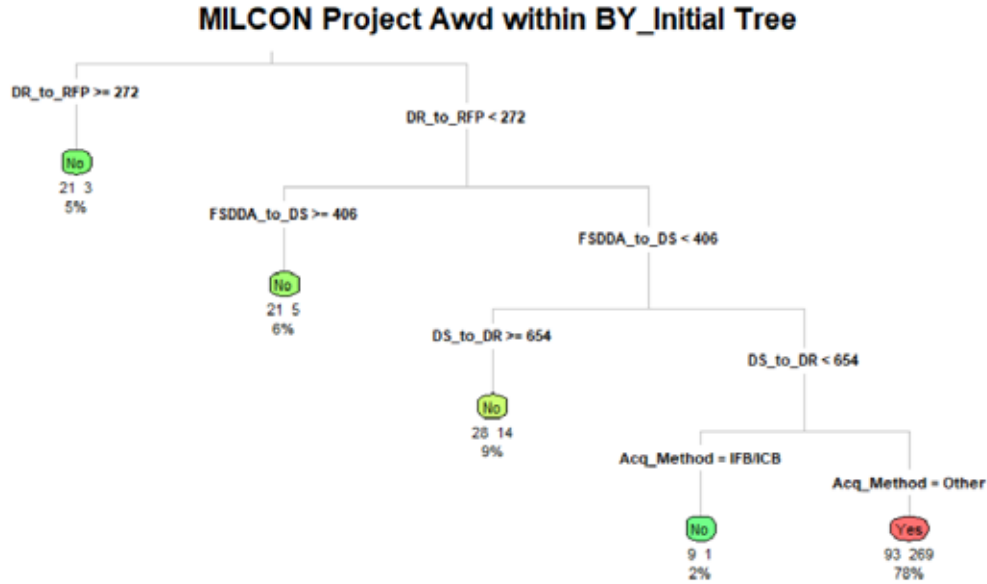 MILCON Project Awd within BY_Initial Tree
DR_to_RFP >= 272
DR_to_RFP < 272
No
21 3
5%
FSDDA_to_DS >= 406
FSDDA_to_DS < 406
No
21 5
6%
DS_to_DR >= 654
DS_to_DR < 654
No
28 14
9%
Acq_Method = IFB/ICB
Acq_Method = Other
No
9 1
2%
Yes
93 269
78%